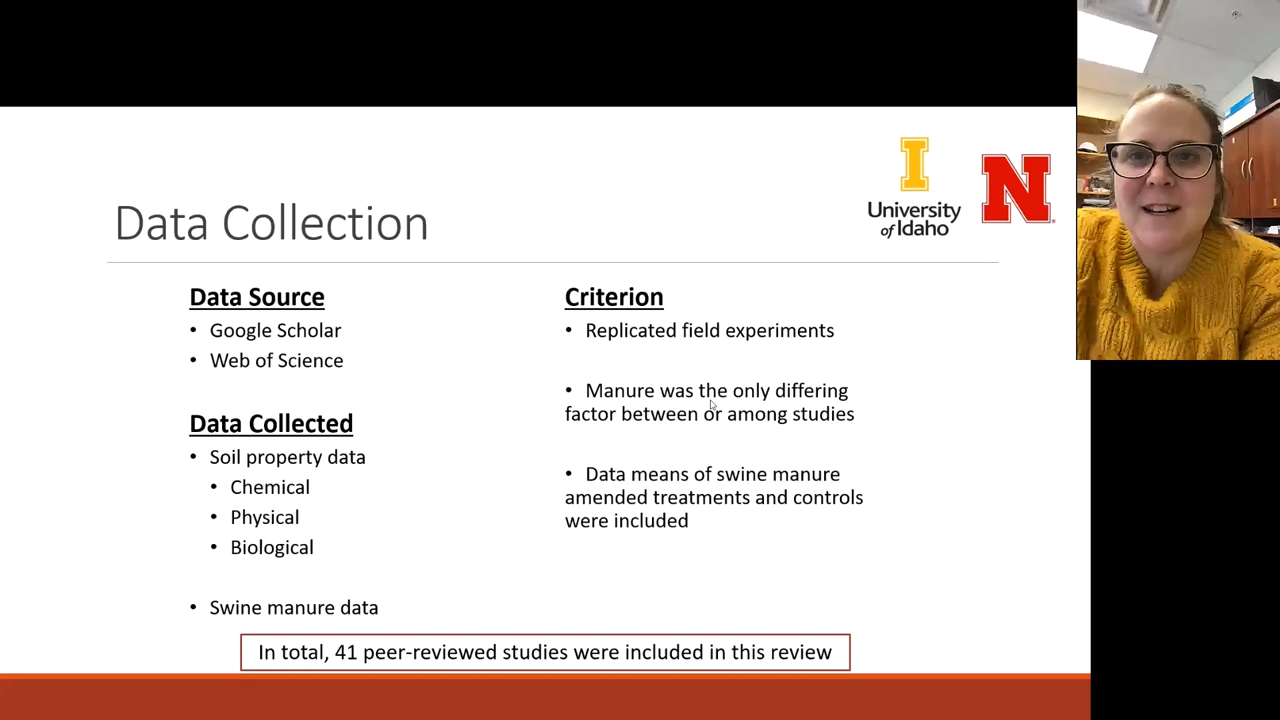 I
University
of Idaho
N
Data Collection
Data Source
• Google Scholar
• Web of Science
Data Collected
• Soil property data
• Chemical
• Physical
• Biological
• Swine manure data
Criterion
• Replicated field experiments
• Manure was the only differing
factor between or among studies
• Data means of swine manure
amended treatments and controls
were included
In total, 41 peer-reviewed studies were included in this review